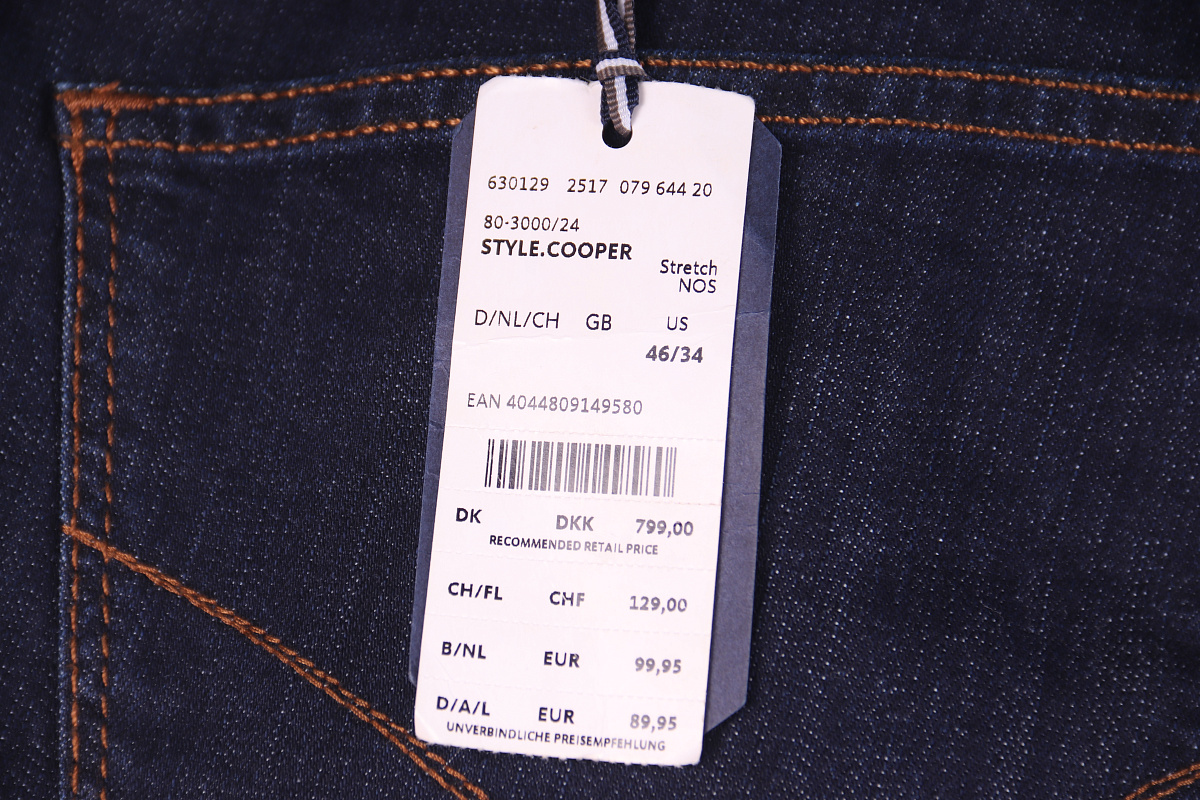 630129 2517 079 644 20
80-3000/24
STYLE.COOPER
Stretch
NOS
D/NL/CH GB US
46/34
EAN 4044809149580
DK DKK 799,00
RECOMMENDED RETAIL PRICE
CH/FL CHF 129,00
B/NL EUR 99,95
D/A/L EUR 89,95
UNVERBINDLICHE PREISEMPFEHLUNG